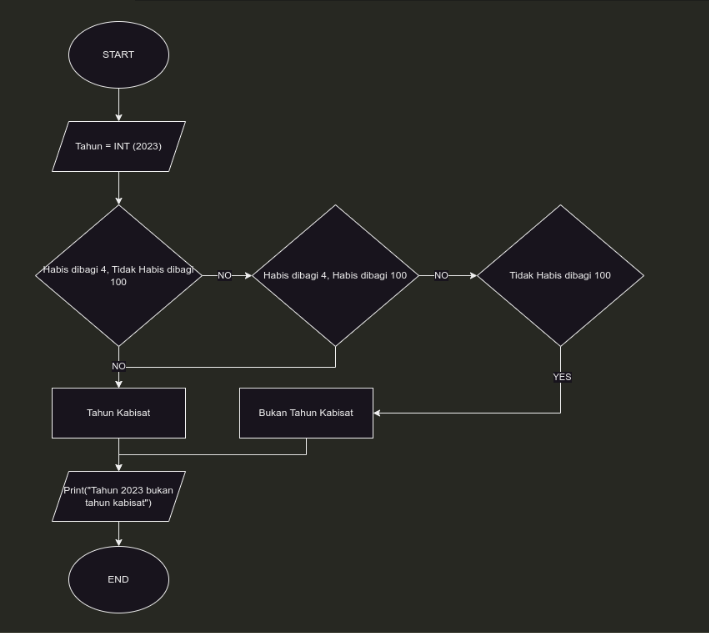 START
Tahun = INT (2023)
Habis dibagi 4, Tidak Habis dibagi
100
NO
Habis dibagi 4, Habis dibagi 100
NO
Tidak Habis dibagi 100
NO
YES
Tahun Kabisat
Bukan Tahun Kabisat
Print("Tahun 2023 bukan
tahun kabisat")
END